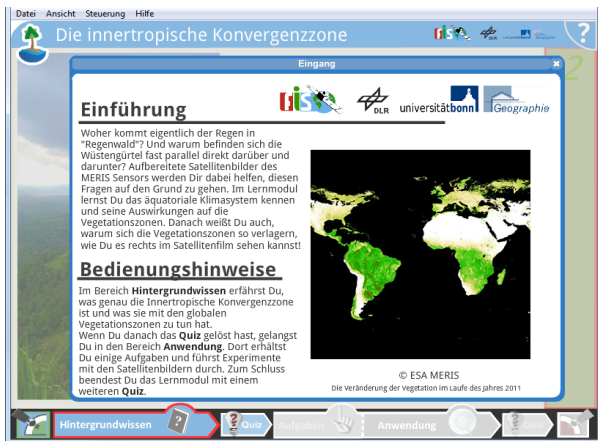 Datei Ansicht Steuerung Hilfe
Die innertropische Konvergenzzone
?
Eingang
Einführung
DLR
universitätbonn
Geographie
Woher kommt eigentlich der Regen in
"Regenwald"? Und warum befinden sich die
Wüstengürtel fast parallel direkt darüber und
darunter? Aufbereitete Satellitenbilder des
MERIS Sensors werden Dir dabei helfen, diesen
Fragen auf den Grund zu gehen. Im Lernmodul
lernst Du das äquatoriale Klimasystem kennen
und seine Auswirkungen auf die
Vegetationszonen. Danach weißt Du auch,
warum sich die Vegetationszonen so verlagern,
wie Du es rechts im Satellitenfilm sehen kannst!
Bedienungshinweise
Im Bereich Hintergrundwissen erfährst Du,
was genau die Innertropische Konvergenzzone
ist und was sie mit den globalen
Vegetationszonen zu tun hat.
Wenn Du danach das Quiz gelöst hast, gelangst
Du in den Bereich Anwendung. Dort erhältst
Du einige Aufgaben und führst Experimente
mit den Satellitenbildern durch. Zum Schluss
beendest Du das Lernmodul mit einem
weiteren Quiz.
© ESA MERIS
Die Veränderung der Vegetation im Laufe des Jahres 2011
2
Hintergrundwissen ? Quiz Aufgaben Anwendung Quiz